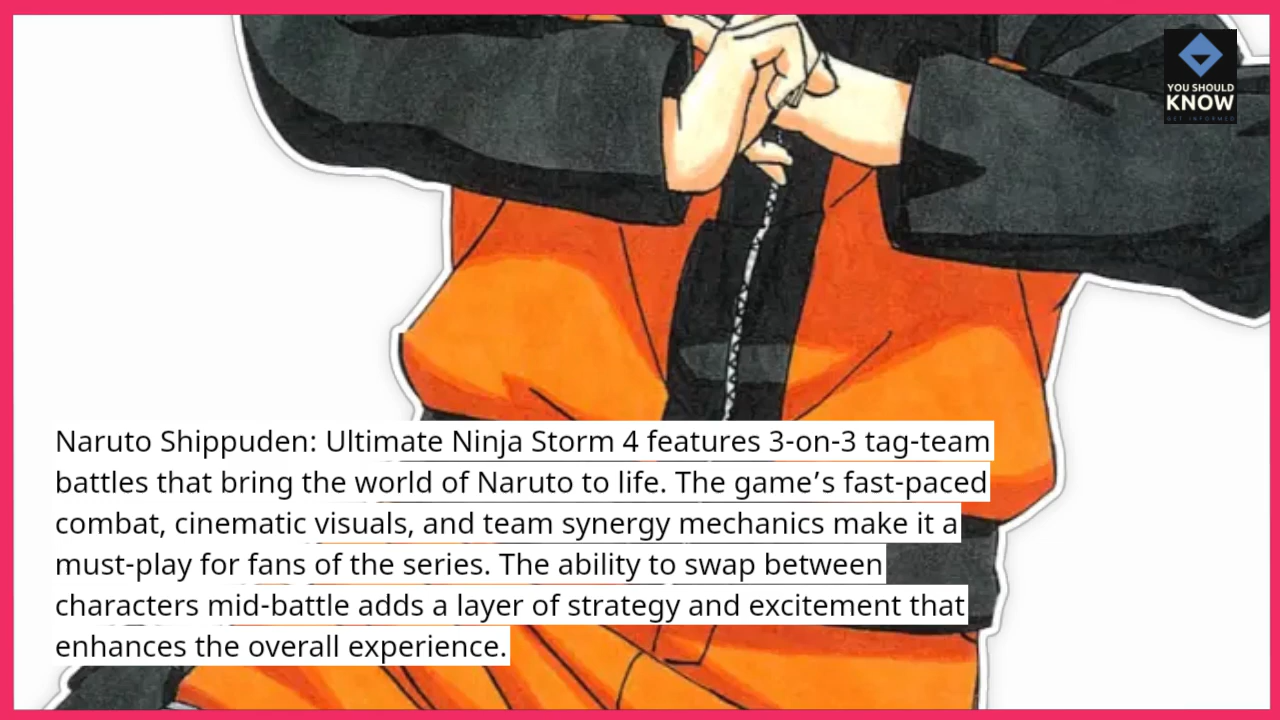 YOU SHOULD
KNOW
GET INFORMED
Naruto Shippuden: Ultimate Ninja Storm 4 features 3-on-3 tag-team
battles that bring the world of Naruto to life. The game’s fast-paced
combat, cinematic visuals, and team synergy mechanics make it a
must-play for fans of the series. The ability to swap between
characters mid-battle adds a layer of strategy and excitement that
enhances the overall experience.